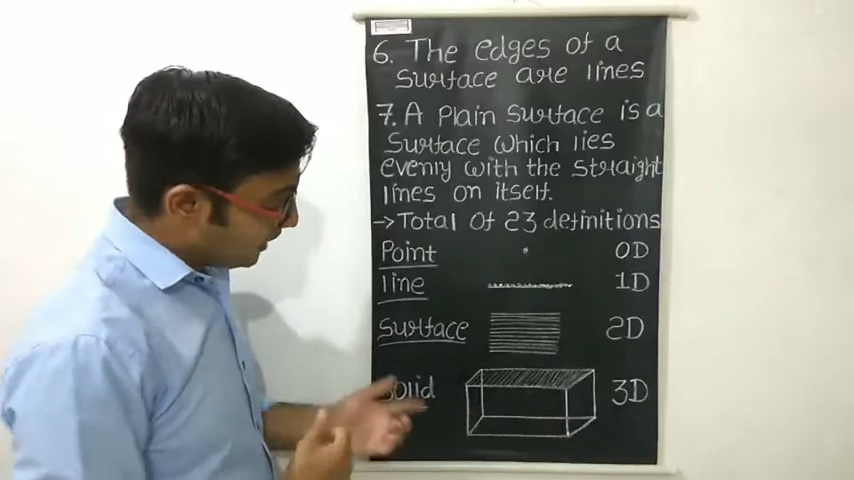 6. The edges of a
surface are lines
7. A Plain surface is a
surface which lies
evenly with the straight
lines on itself.
→ Total of 23 definitions
Point 0D
line 1D
Surface 2D
Solid 3D